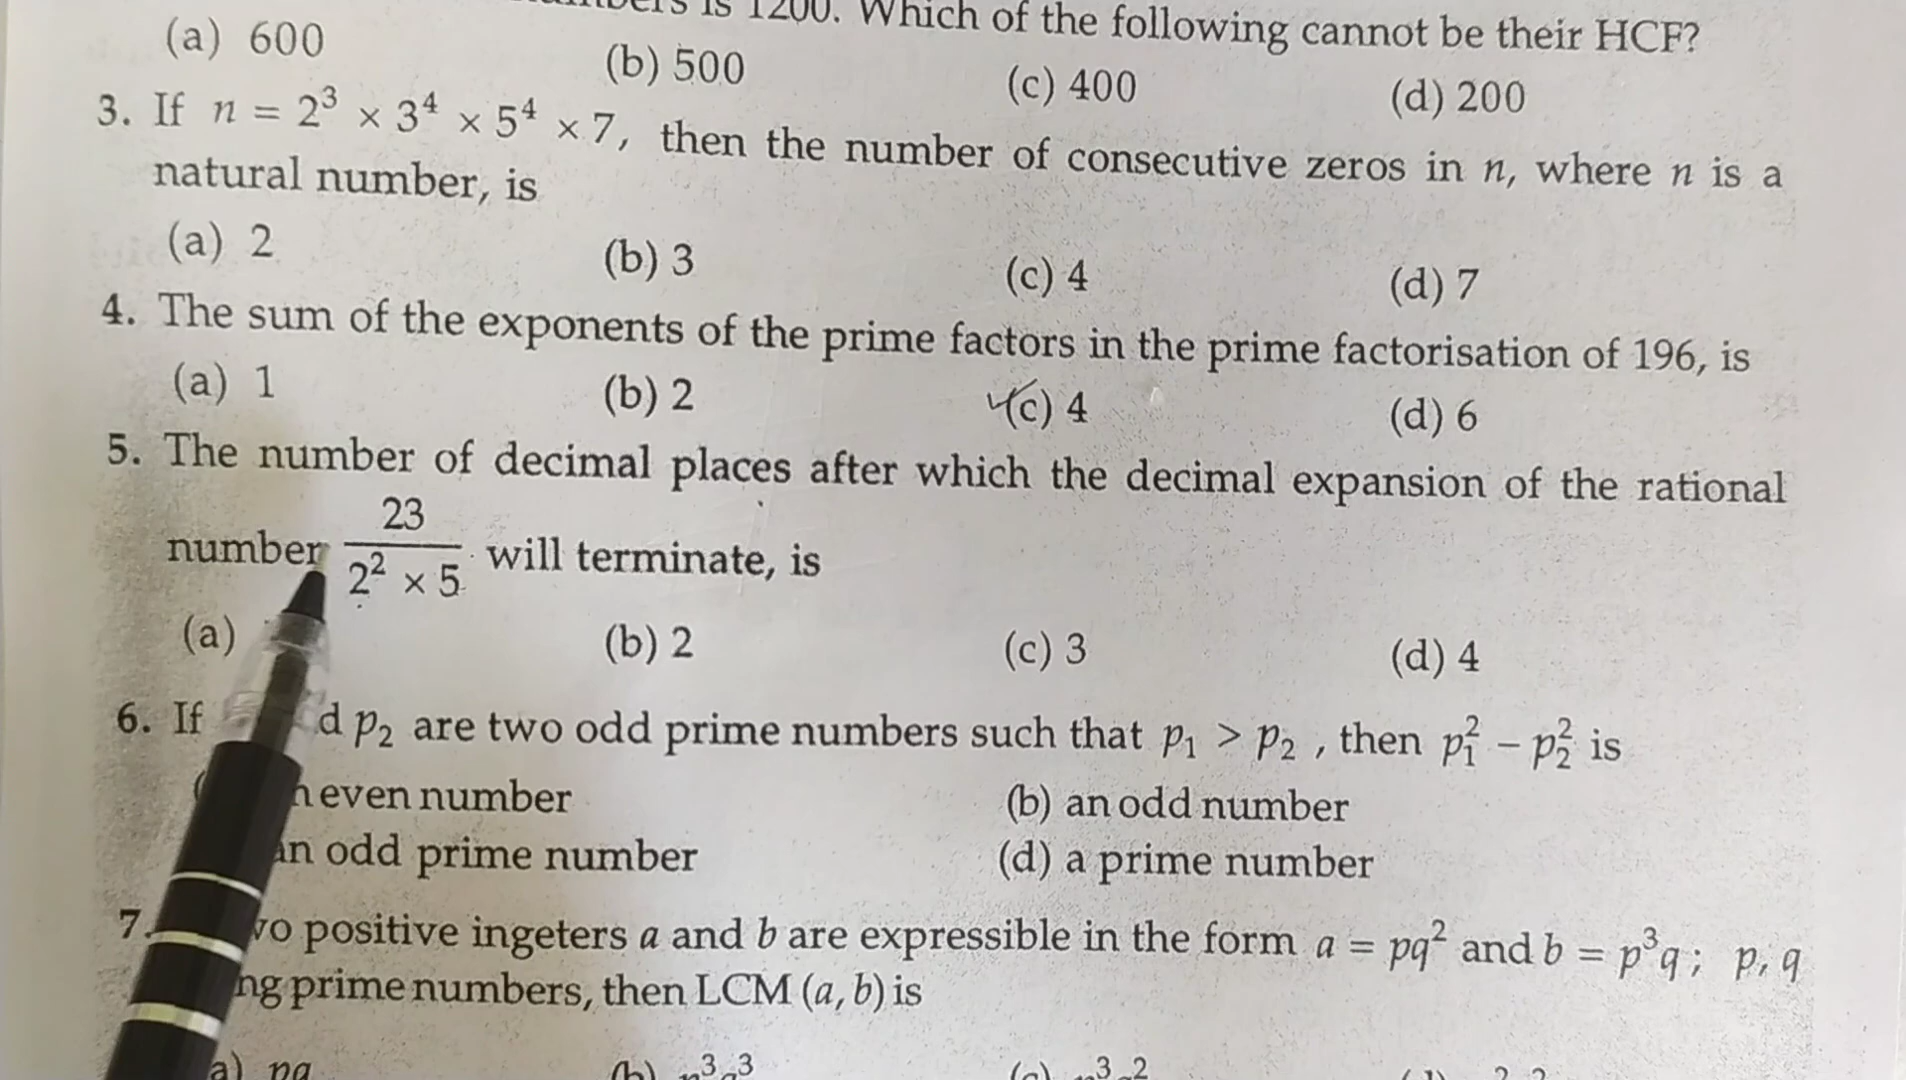 is 1200. Which of the following cannot be their HCF?
(a) 600 (b) 500 (c) 400 (d) 200
3. If n = 2³ × 3⁴ × 5⁴ × 7, then the number of consecutive zeros in n, where n is a
natural number, is
(a) 2 (b) 3 (c) 4 (d) 7
4. The sum of the exponents of the prime factors in the prime factorisation of 196, is
(a) 1 (b) 2 (c) 4 (d) 6
5. The number of decimal places after which the decimal expansion of the rational
number 23 / 2² × 5 will terminate, is
(a) (b) 2 (c) 3 (d) 4
6. If p₂ are two odd prime numbers such that p₁ > p₂ , then p₁² – p₂² is
even number (b) an odd number
odd prime number (d) a prime number
7. positive ingeters a and b are expressible in the form a = pq² and b = p³q ; p, q
prime numbers, then LCM (a, b) is